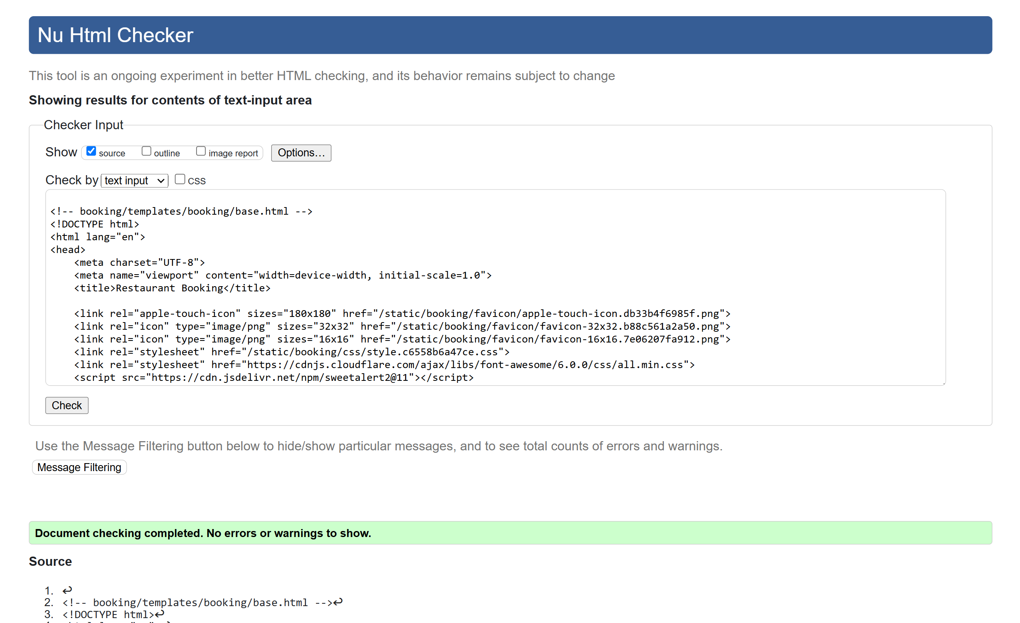 Nu Html Checker
This tool is an ongoing experiment in better HTML checking, and its behavior remains subject to change
Showing results for contents of text-input area
Checker Input
Show source outline image report Options...
Check by text input css
<!-- booking/templates/booking/base.html -->
<!DOCTYPE html>
<html lang="en">
<head>
    <meta charset="UTF-8">
    <meta name="viewport" content="width=device-width, initial-scale=1.0">
    <title>Restaurant Booking</title>
    <link rel="apple-touch-icon" sizes="180x180" href="/static/booking/favicon/apple-touch-icon.db33b4f6985f.png">
    <link rel="icon" type="image/png" sizes="32x32" href="/static/booking/favicon/favicon-32x32.b88c561a2a50.png">
    <link rel="icon" type="image/png" sizes="16x16" href="/static/booking/favicon/favicon-16x16.7e06207fa912.png">
    <link rel="stylesheet" href="/static/booking/css/style.c6558b6a47ce.css">
    <link rel="stylesheet" href="https://cdnjs.cloudflare.com/ajax/libs/font-awesome/6.0.0/css/all.min.css">
    <script src="https://cdn.jsdelivr.net/npm/sweetalert2@11"></script>
Check
Use the Message Filtering button below to hide/show particular messages, and to see total counts of errors and warnings.
Message Filtering
Document checking completed. No errors or warnings to show.
Source
1. ↩
2. <!-- booking/templates/booking/base.html -->↩
3. <!DOCTYPE html>↩